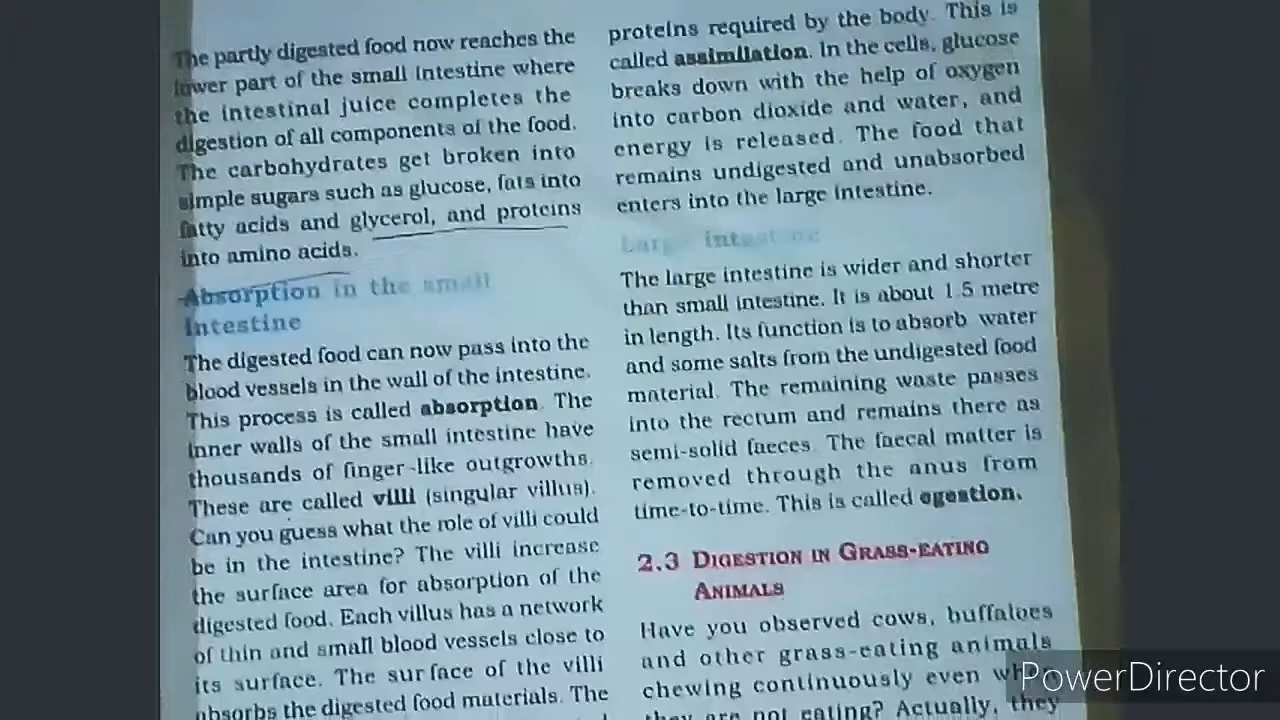 The partly digested food now reaches the
lower part of the small intestine where
the intestinal juice completes the
digestion of all components of the food.
The carbohydrates get broken into
simple sugars such as glucose, fats into
fatty acids and glycerol, and proteins
into amino acids.
Absorption in the small
intestine
The digested food can now pass into the
blood vessels in the wall of the intestine.
This process is called absorption. The
inner walls of the small intestine have
thousands of finger-like outgrowths.
These are called villi (singular villus).
Can you guess what the role of villi could
be in the intestine? The villi increase
the surface area for absorption of the
digested food. Each villus has a network
of thin and small blood vessels close to
its surface. The surface of the villi
absorbs the digested food materials. The
proteins required by the body. This is
called assimilation. In the cells, glucose
breaks down with the help of oxygen
into carbon dioxide and water, and
energy is released. The food that
remains undigested and unabsorbed
enters into the large intestine.
Large intestine
The large intestine is wider and shorter
than small intestine. It is about 1.5 metre
in length. Its function is to absorb water
and some salts from the undigested food
material. The remaining waste passes
into the rectum and remains there as
semi-solid faeces. The faecal matter is
removed through the anus from
time-to-time. This is called egestion.
2.3 DIGESTION IN GRASS-EATING
ANIMALS
Have you observed cows, buffaloes
and other grass-eating animals
chewing continuously even when
they are not eating? Actually, they
PowerDirector